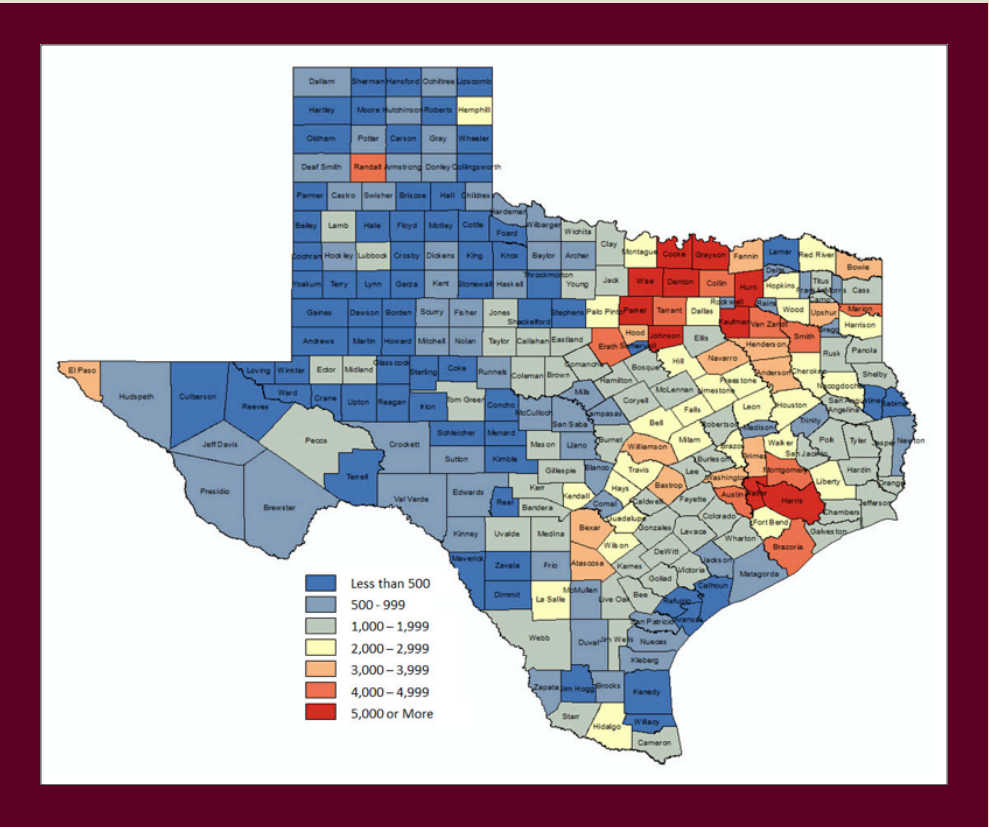 Dallam Sherman Hansford Ochiltree Lipscomb
Hartley Moore Hutchinson Roberts Hemphill
Oldham Potter Carson Gray Wheeler
Deaf Smith Randall Armstrong Donley Collingsworth
Parmer Castro Swisher Briscoe Hall Childress
Hardeman
Bailey Lamb Hale Floyd Motley Cottle Foard Wilbarger Wichita
Clay Montague Cooke Grayson Fannin Lamar Red River Bowie
Cochran Hockley Lubbock Crosby Dickens King Knox Baylor Archer
Delta Titus
Yoakum Terry Lynn Garza Kent Stonewall Haskell Throckmorton Young Jack Wise Denton Collin Hunt Hopkins Franklin Morris Cass
Rockwall Rains Camp
Gaines Dawson Borden Scurry Fisher Jones Shackelford Stephens Palo Pinto Parker Tarrant Dallas Kaufman Van Zandt Wood Upshur Marion
Gregg Harrison
Andrews Martin Howard Mitchell Nolan Taylor Callahan Eastland Erath Hood Somervell Johnson Ellis Henderson Smith Rusk Panola
El Paso Hudspeth Culberson Reeves Loving Winkler Ector Midland Glasscock Sterling Coke Runnels Coleman Brown Comanche Hamilton Bosque Hill Navarro Anderson Cherokee Nacogdoches Shelby
Ward Crane Upton Reagan Irion Tom Green Concho McCulloch Mills Coryell McLennan Limestone Freestone Leon Houston Angelina San Augustine Sabine
Jeff Davis Pecos Crockett Schleicher Menard San Saba Lampasas Bell Falls Robertson Madison Trinity Polk Tyler Jasper Newton
Presidio Brewster Terrell Sutton Kimble Mason Llano Burnet Williamson Milam Brazos Grimes Walker San Jacinto Hardin
Val Verde Edwards Real Kerr Gillespie Blanco Travis Lee Burleson Washington Montgomery Liberty Orange
Bandera Kendall Comal Hays Caldwell Bastrop Fayette Austin Waller Harris Chambers Jefferson
Kinney Uvalde Medina Bexar Guadalupe Gonzales Lavaca Colorado Wharton Fort Bend Galveston
Maverick Zavala Frio Atascosa Wilson Karnes DeWitt Victoria Jackson Matagorda Brazoria
Dimmit La Salle McMullen Live Oak Bee Goliad Refugio Calhoun
Webb Duval Jim Wells San Patricio Aransas Nueces
Kleberg
Zapata Jim Hogg Brooks Kenedy
Starr Hidalgo Willacy
Cameron
Less than 500
500 - 999
1,000 – 1,999
2,000 – 2,999
3,000 – 3,999
4,000 – 4,999
5,000 or More